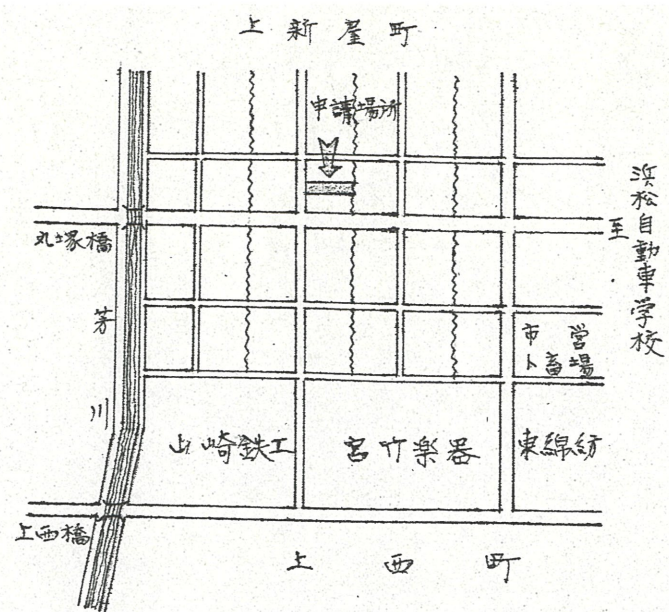 上新屋町
申請場所
至
浜松自動車学校
丸塚橋
芳川
市営
ト畜場
山崎鉄工
宮竹楽器
東綿紡
上西橋
上西町